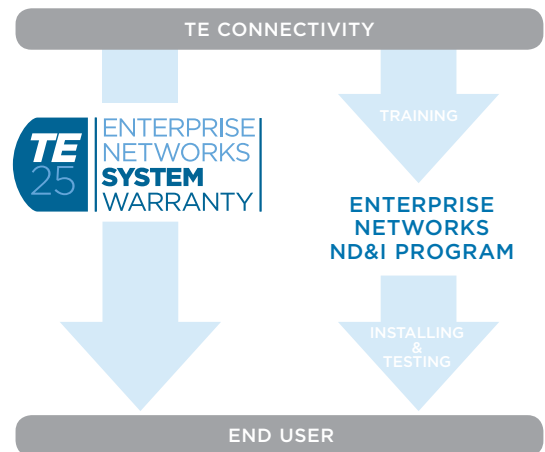 TE CONNECTIVITY
TE
25
ENTERPRISE
NETWORKS
SYSTEM
WARRANTY
TRAINING
ENTERPRISE
NETWORKS
ND&I PROGRAM
INSTALLING
&
TESTING
END USER